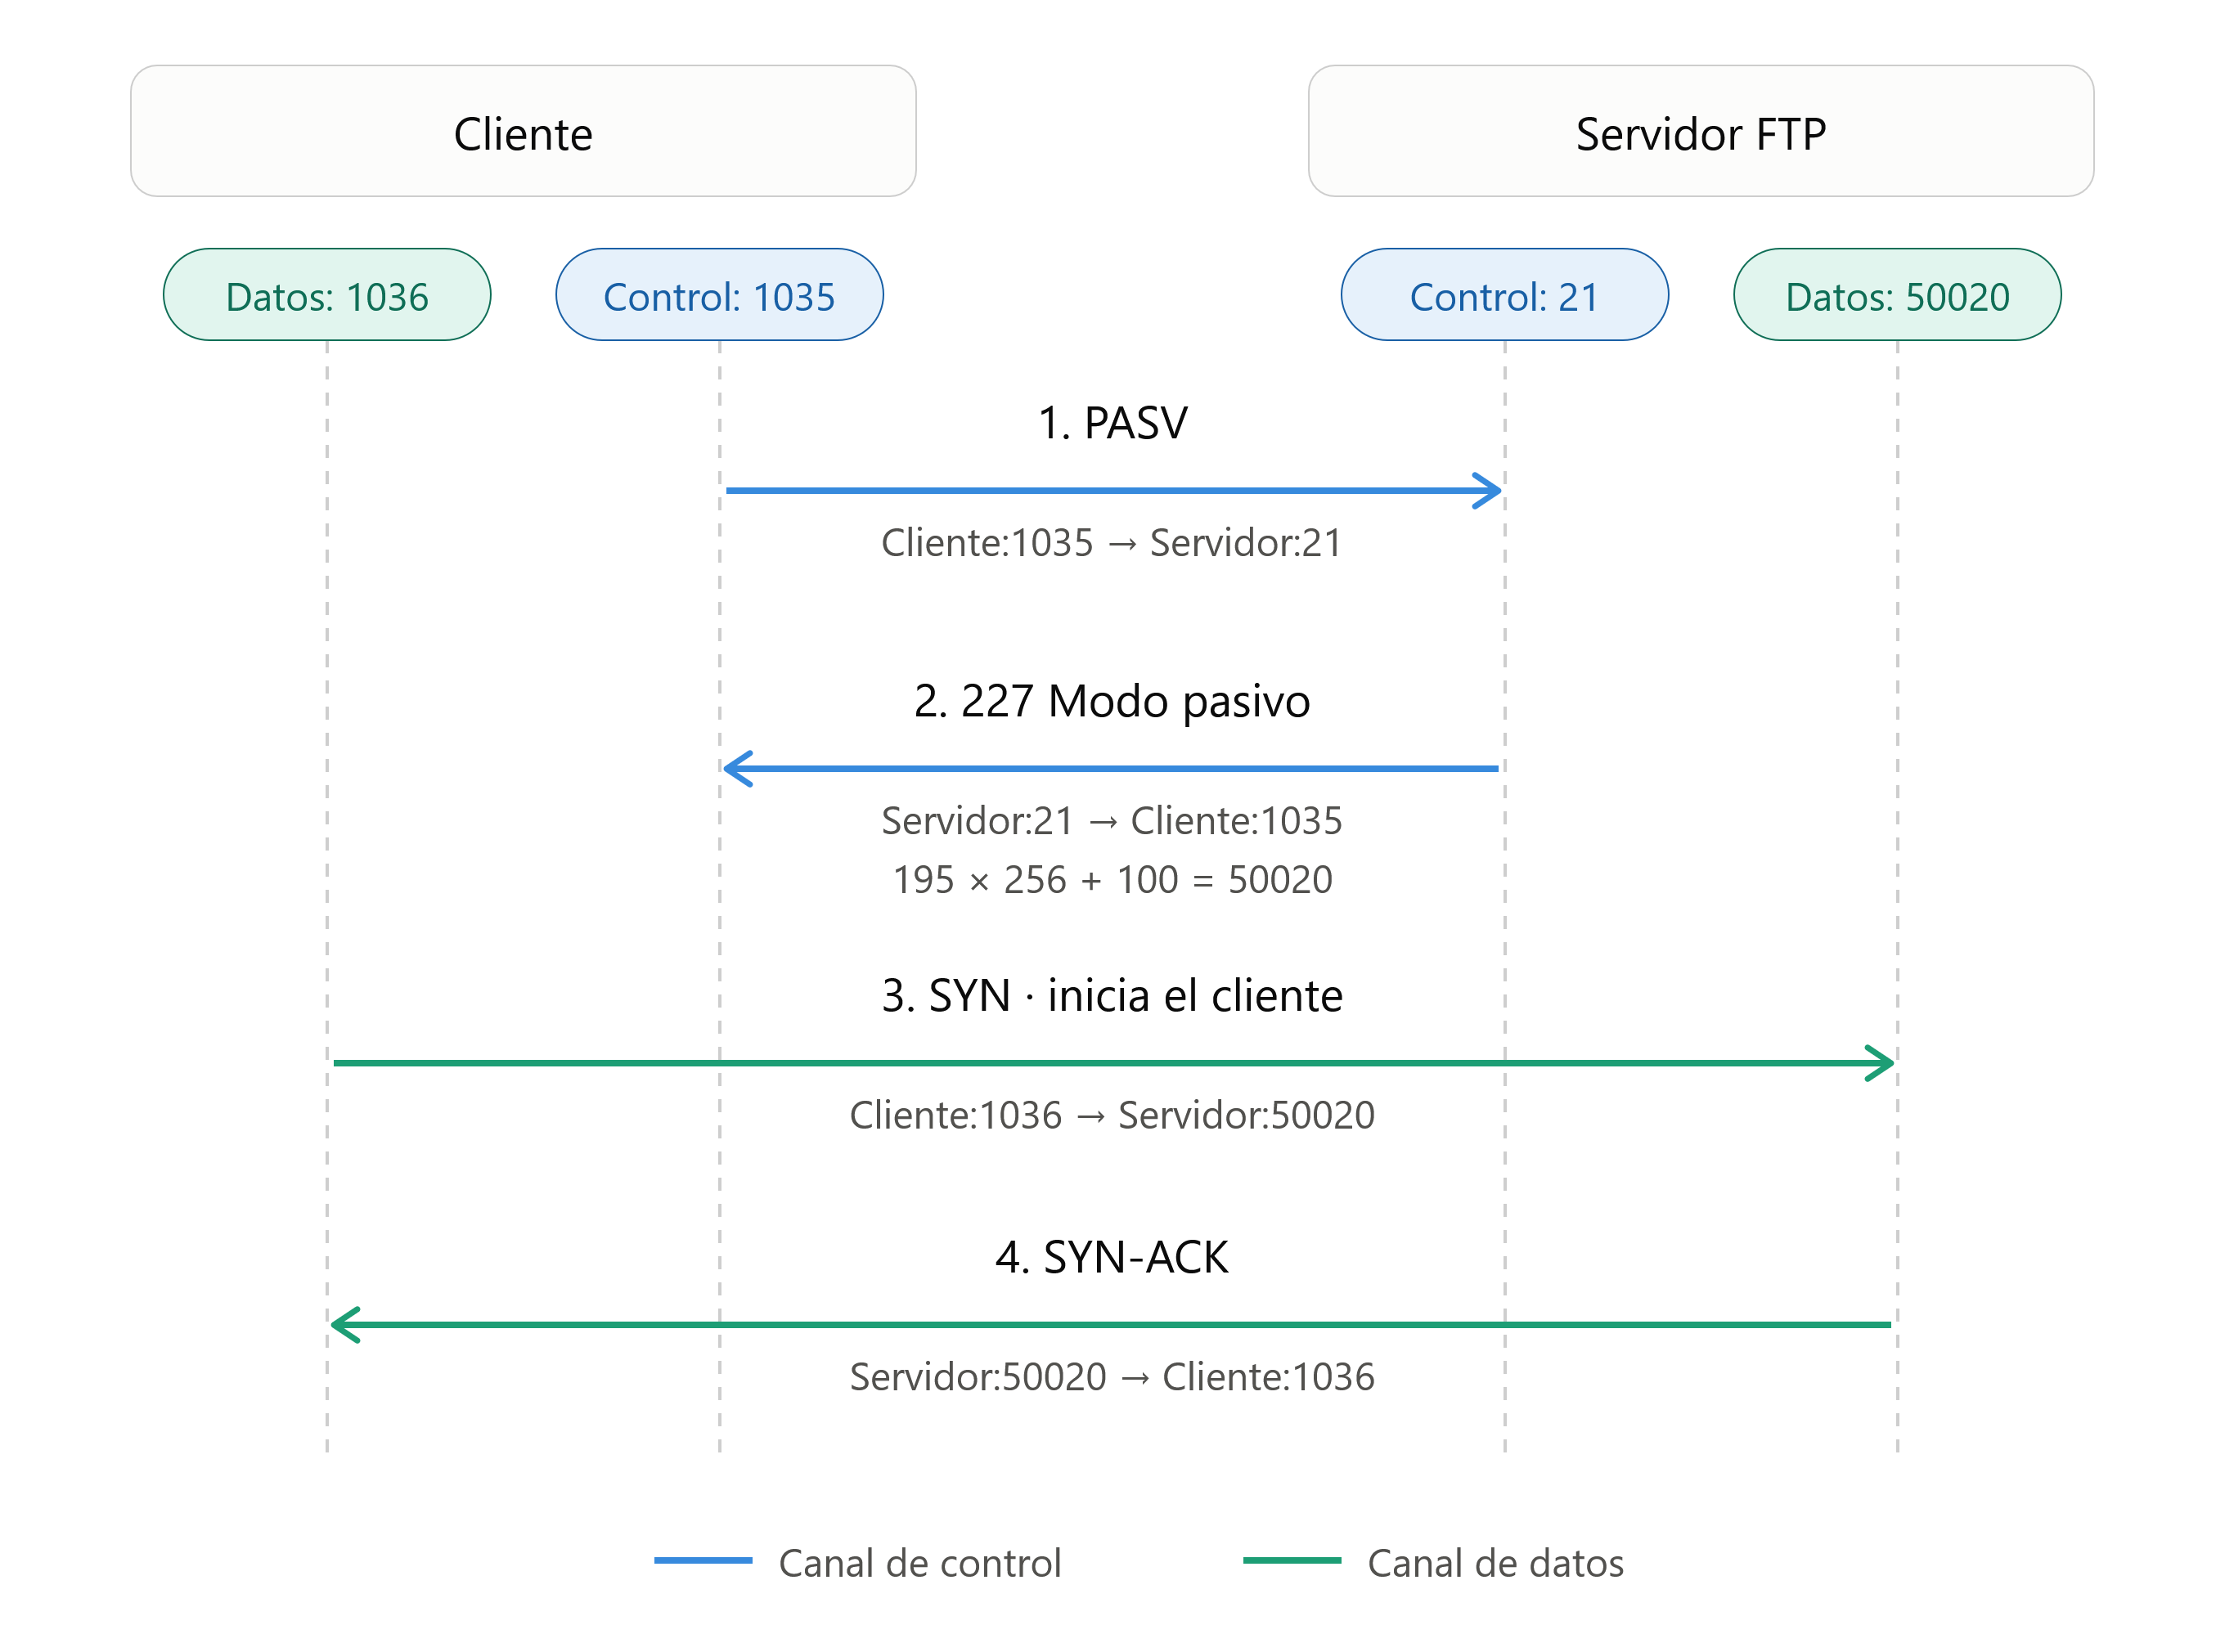 Cliente
Servidor FTP
Datos: 1036
Control: 1035
Control: 21
Datos: 50020
1. PASV
Cliente:1035 → Servidor:21
2. 227 Modo pasivo
Servidor:21 → Cliente:1035
195 × 256 + 100 = 50020
3. SYN · inicia el cliente
Cliente:1036 → Servidor:50020
4. SYN-ACK
Servidor:50020 → Cliente:1036
Canal de control
Canal de datos